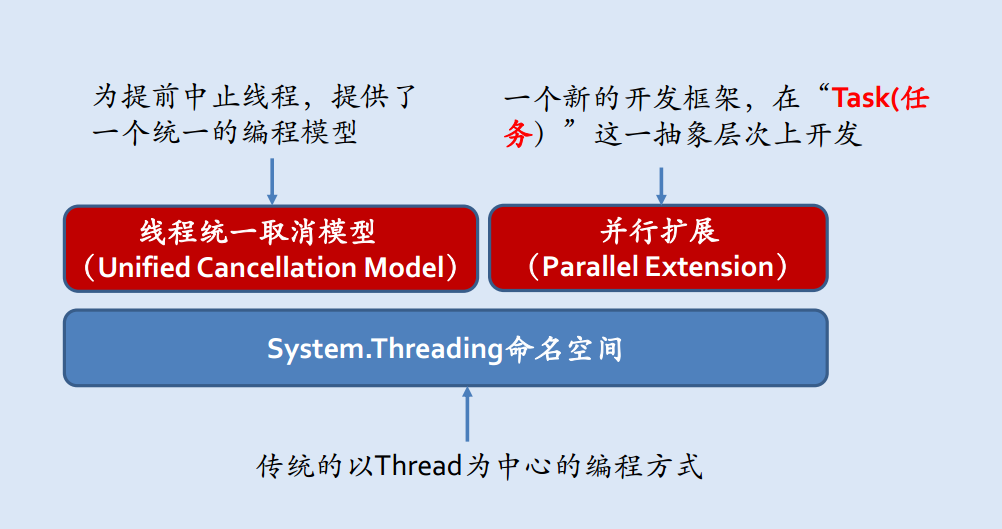 为提前中止线程，提供了
一个统一的编程模型
一个新的开发框架，在“Task(任
务）”这一抽象层次上开发
线程统一取消模型
（Unified Cancellation Model）
并行扩展
（Parallel Extension）
System.Threading命名空间
传统的以Thread为中心的编程方式